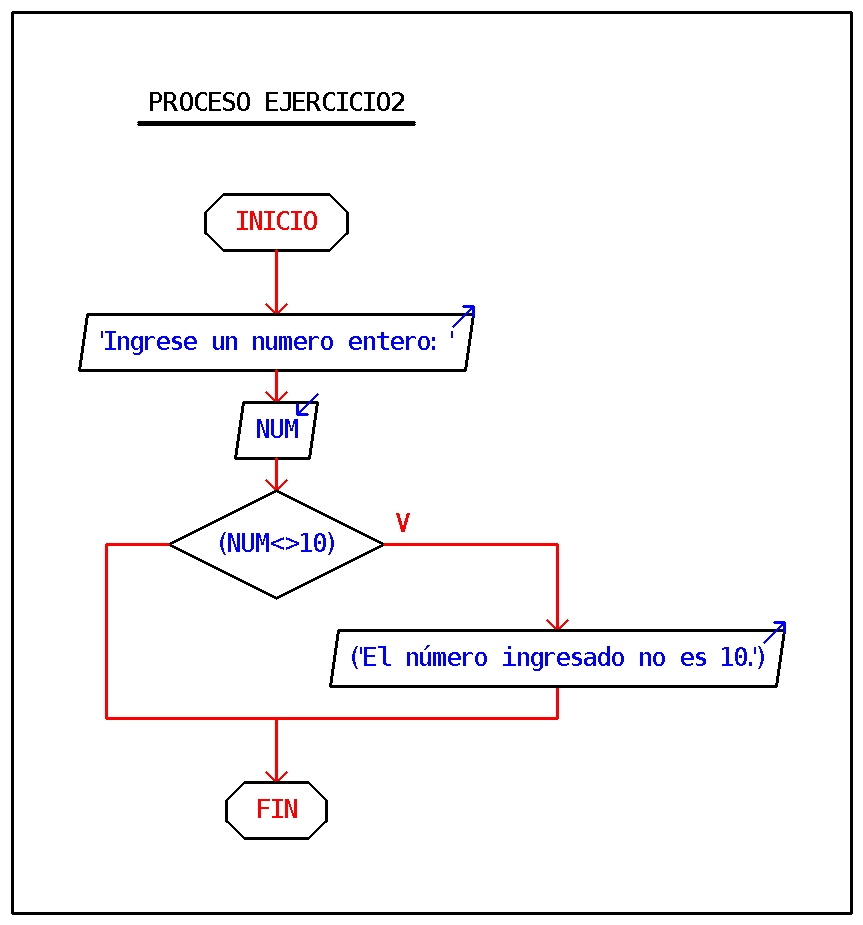 PROCESO EJERCICIO2
INICIO
'Ingrese un numero entero: '
NUM
(NUM<>10)
V
('El número ingresado no es 10.')
FIN